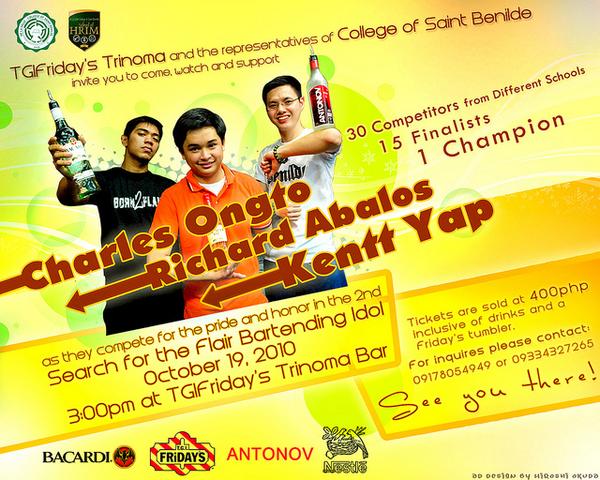 HRIM
TGIFriday's Trinoma and the representatives of College of Saint Benilde
invite you to come, watch and support
30 Competitors from Different Schools
15 Finalists
1 Champion
ANTONOV
BORN2FLAI
Charles Ongto
Richard Abalos
Kentt Yap
as they compete for the pride and honor in the 2nd
Search for the Flair Bartending Idol
October 19, 2010
3:00pm at TGIFriday's Trinoma Bar
Tickets are sold at 400php
inclusive of drinks and a
Friday's tumbler.
For inquires please contact:
09178054949 or 09334327265
See you there!
BACARDI
T.G.I.
FRIDAYS
ANTONOV
Nestlé
AD DESIGN BY HIROSHI OKUDA